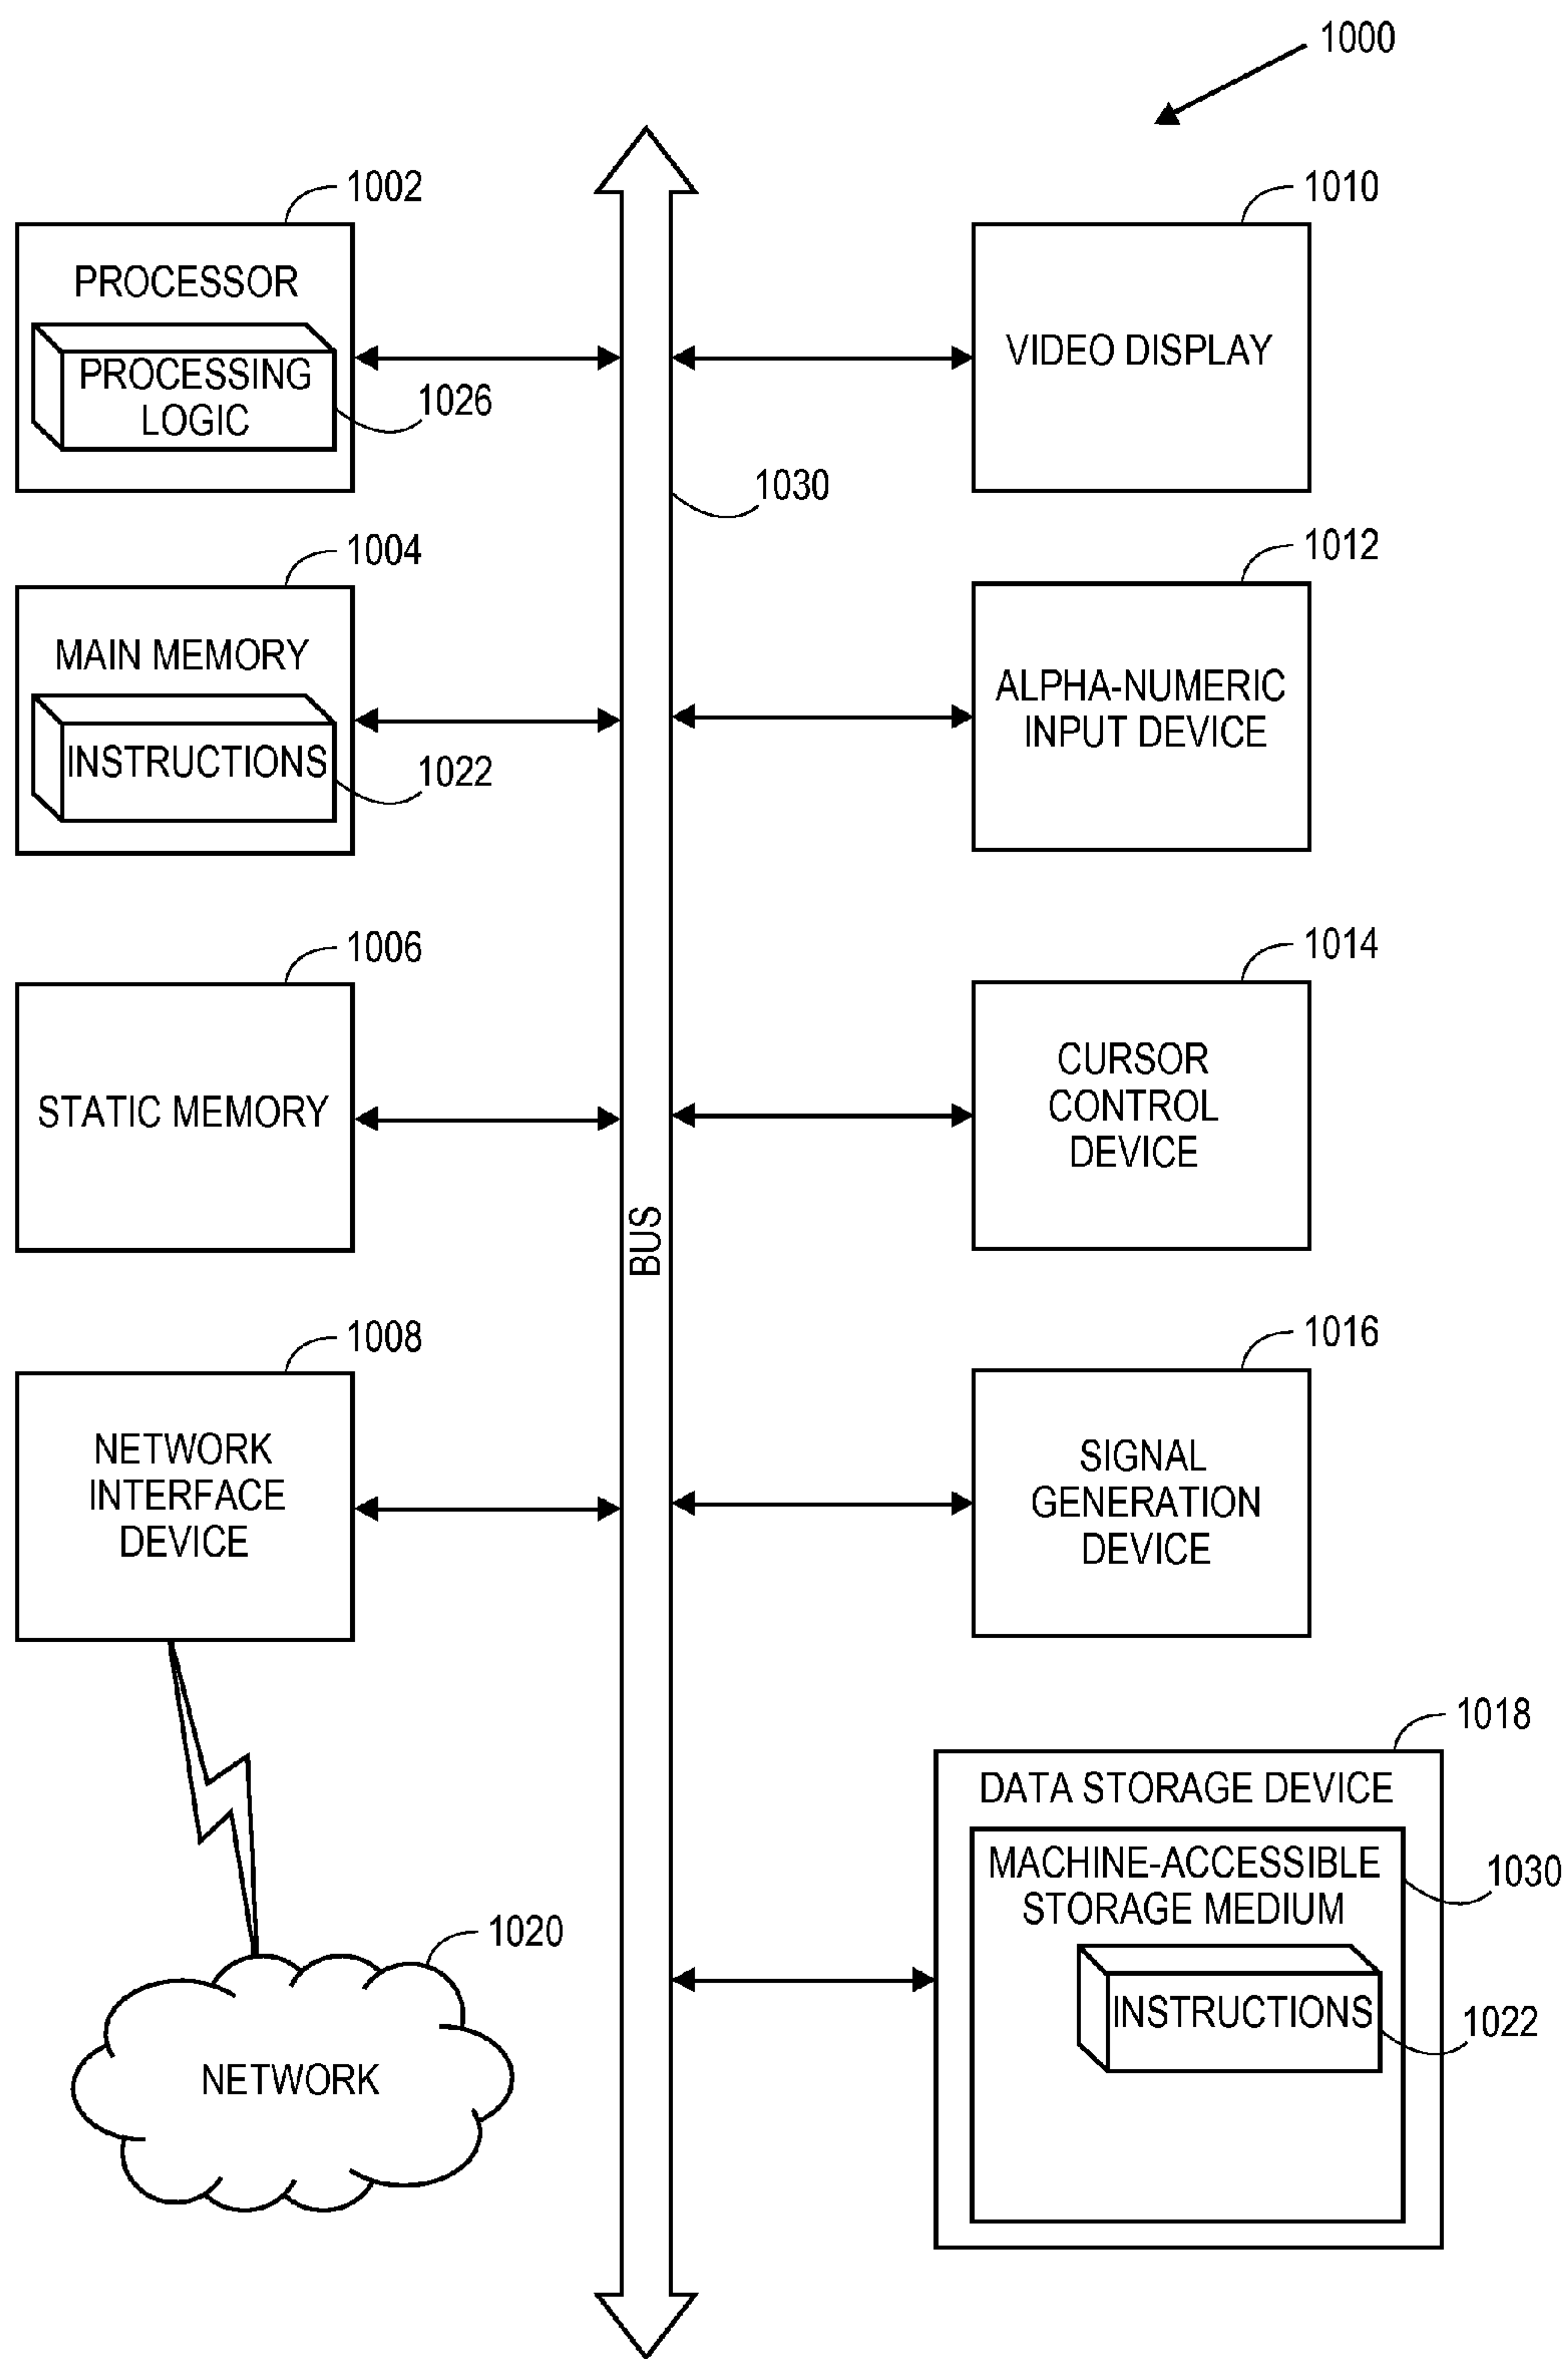 1000
1002
PROCESSOR
PROCESSING
LOGIC
1026
1030
1010
VIDEO DISPLAY
1004
MAIN MEMORY
INSTRUCTIONS
1022
1012
ALPHA-NUMERIC
INPUT DEVICE
1006
STATIC MEMORY
1014
CURSOR
CONTROL
DEVICE
BUS
1008
NETWORK
INTERFACE
DEVICE
1016
SIGNAL
GENERATION
DEVICE
1018
DATA STORAGE DEVICE
MACHINE-ACCESSIBLE
STORAGE MEDIUM
1030
INSTRUCTIONS
1022
1020
NETWORK